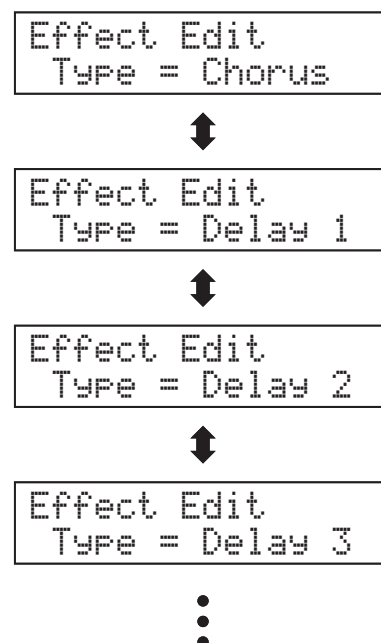 Effect Edit
Type = Chorus
Effect Edit
Type = Delay 1
Effect Edit
Type = Delay 2
Effect Edit
Type = Delay 3